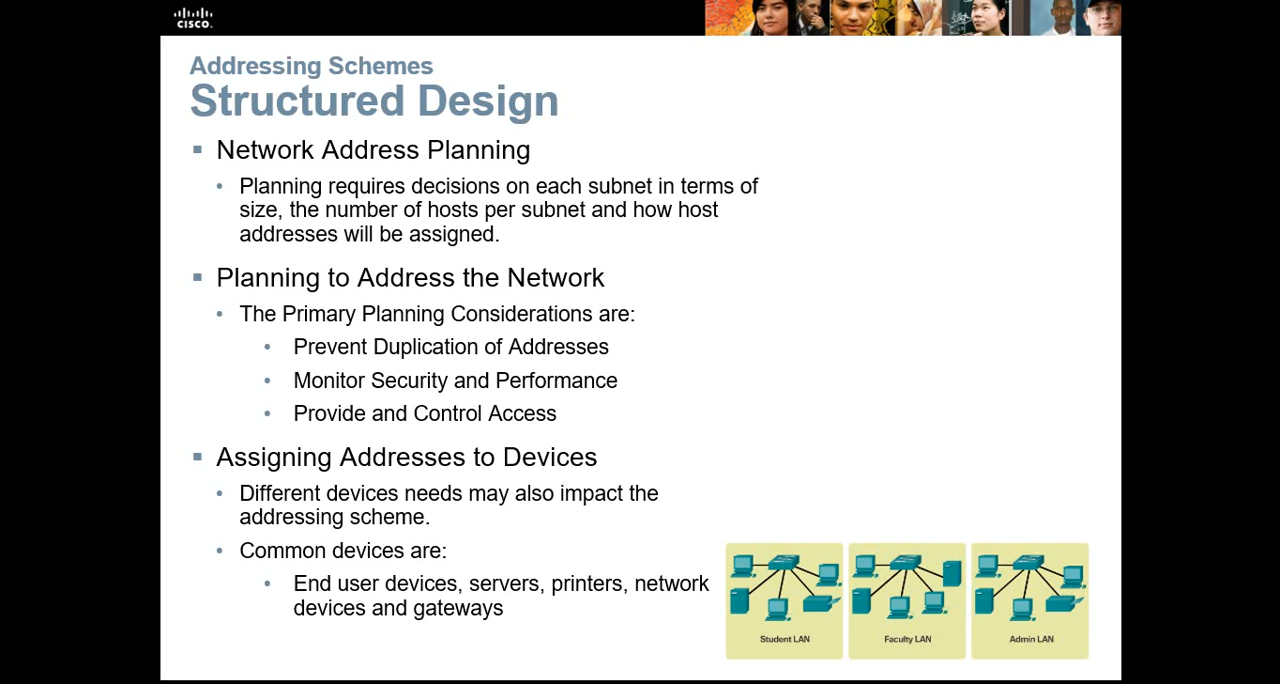 CISCO.
Addressing Schemes
Structured Design
Network Address Planning
Planning requires decisions on each subnet in terms of
size, the number of hosts per subnet and how host
addresses will be assigned.
Planning to Address the Network
The Primary Planning Considerations are:
Prevent Duplication of Addresses
Monitor Security and Performance
Provide and Control Access
Assigning Addresses to Devices
Different devices needs may also impact the
addressing scheme.
Common devices are:
End user devices, servers, printers, network
devices and gateways
Student LAN
Faculty LAN
Admin LAN